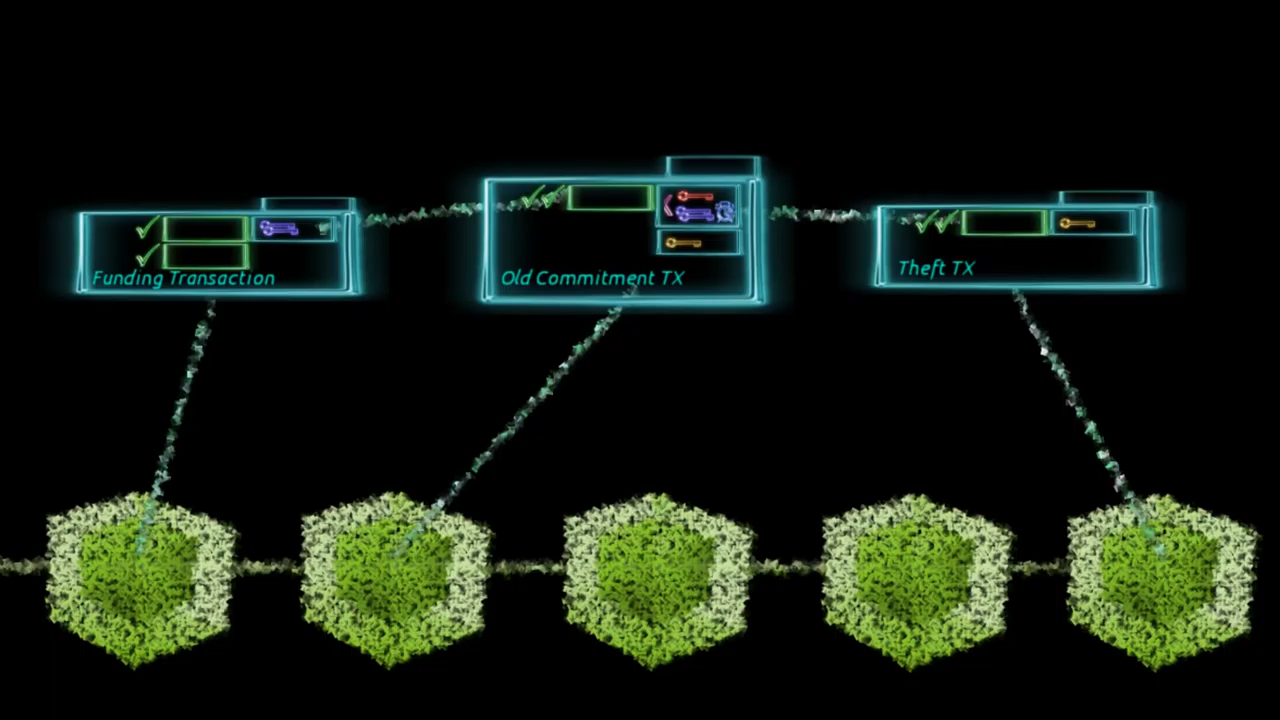 Funding Transaction
Old Commitment TX
Theft TX